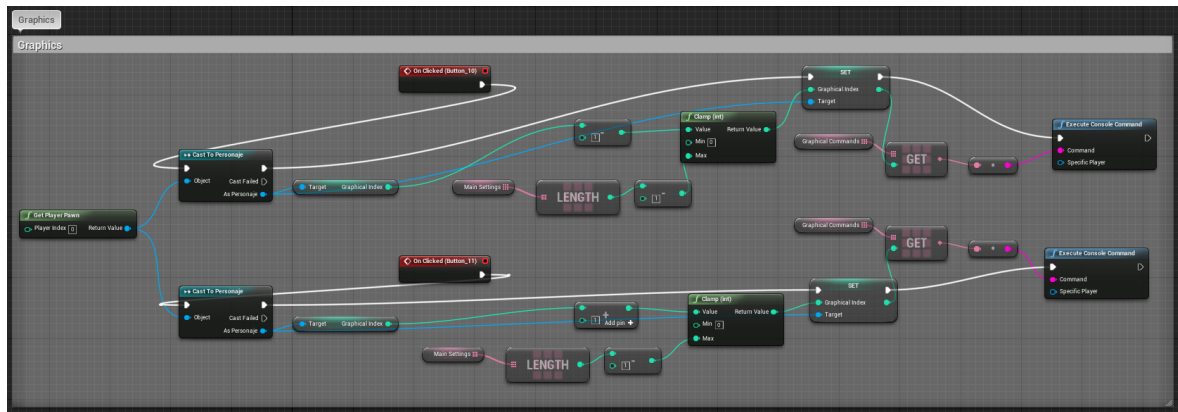 Graphics
Graphics
On Clicked (Button_10)
SET
Graphical Index
Target
Clamp (int)
Value
Return Value
Min 0
Max
1
-
Graphical Commands
GET
Execute Console Command
Command
Specific Player
Cast To Personaje
Object
Cast Failed
As Personaje
Target
Graphical Index
Main Settings
LENGTH
1
-
Get Player Pawn
Player Index 0
Return Value
Graphical Commands
GET
Execute Console Command
Command
Specific Player
On Clicked (Button_11)
Cast To Personaje
Object
Cast Failed
As Personaje
Target
Graphical Index
1
+
Add pin +
Clamp (int)
Value
Return Value
Min 0
Max
SET
Graphical Index
Target
Main Settings
LENGTH
1
-